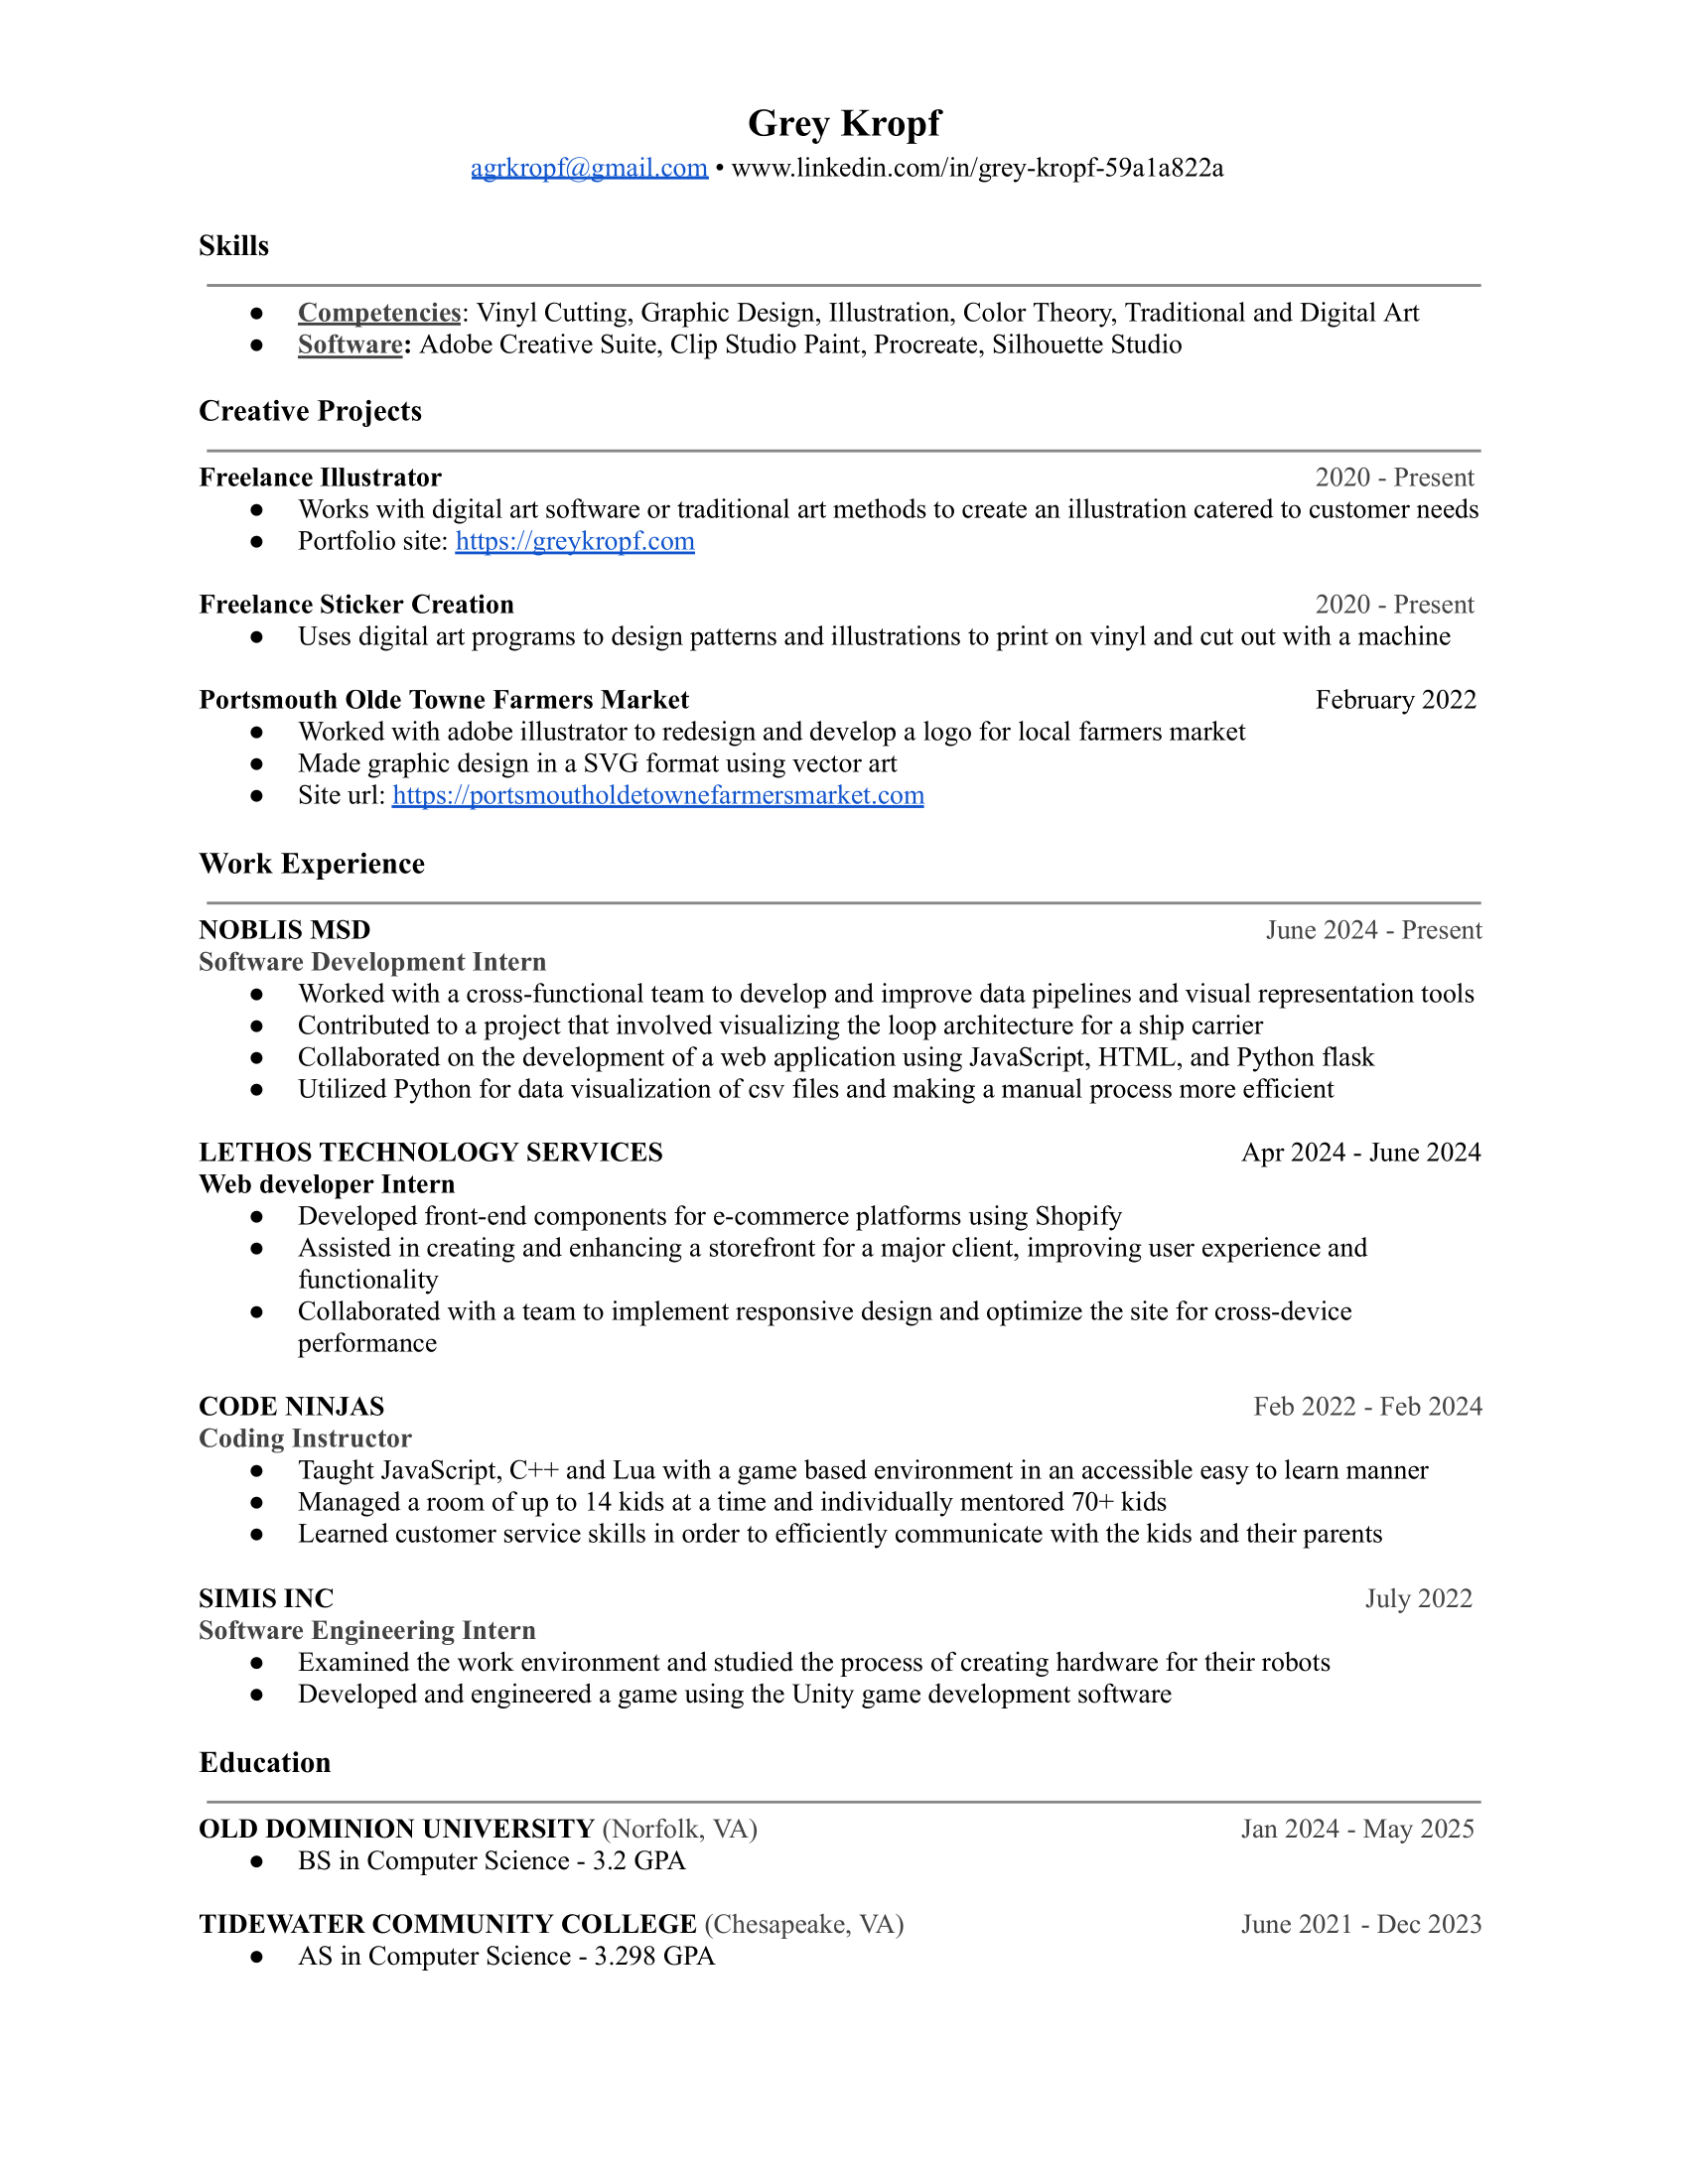 Grey Kropf
agrkropf@gmail.com • www.linkedin.com/in/grey-kropf-59a1a822a
Skills
● Competencies: Vinyl Cutting, Graphic Design, Illustration, Color Theory, Traditional and Digital Art
● Software: Adobe Creative Suite, Clip Studio Paint, Procreate, Silhouette Studio
Creative Projects
Freelance Illustrator 2020 - Present
● Works with digital art software or traditional art methods to create an illustration catered to customer needs
● Portfolio site: https://greykropf.com
Freelance Sticker Creation 2020 - Present
● Uses digital art programs to design patterns and illustrations to print on vinyl and cut out with a machine
Portsmouth Olde Towne Farmers Market February 2022
● Worked with adobe illustrator to redesign and develop a logo for local farmers market
● Made graphic design in a SVG format using vector art
● Site url: https://portsmoutholdetownefarmersmarket.com
Work Experience
NOBLIS MSD June 2024 - Present
Software Development Intern
● Worked with a cross-functional team to develop and improve data pipelines and visual representation tools
● Contributed to a project that involved visualizing the loop architecture for a ship carrier
● Collaborated on the development of a web application using JavaScript, HTML, and Python flask
● Utilized Python for data visualization of csv files and making a manual process more efficient
LETHOS TECHNOLOGY SERVICES Apr 2024 - June 2024
Web developer Intern
● Developed front-end components for e-commerce platforms using Shopify
● Assisted in creating and enhancing a storefront for a major client, improving user experience and
functionality
● Collaborated with a team to implement responsive design and optimize the site for cross-device
performance
CODE NINJAS Feb 2022 - Feb 2024
Coding Instructor
● Taught JavaScript, C++ and Lua with a game based environment in an accessible easy to learn manner
● Managed a room of up to 14 kids at a time and individually mentored 70+ kids
● Learned customer service skills in order to efficiently communicate with the kids and their parents
SIMIS INC July 2022
Software Engineering Intern
● Examined the work environment and studied the process of creating hardware for their robots
● Developed and engineered a game using the Unity game development software
Education
OLD DOMINION UNIVERSITY (Norfolk, VA) Jan 2024 - May 2025
● BS in Computer Science - 3.2 GPA
TIDEWATER COMMUNITY COLLEGE (Chesapeake, VA) June 2021 - Dec 2023
● AS in Computer Science - 3.298 GPA